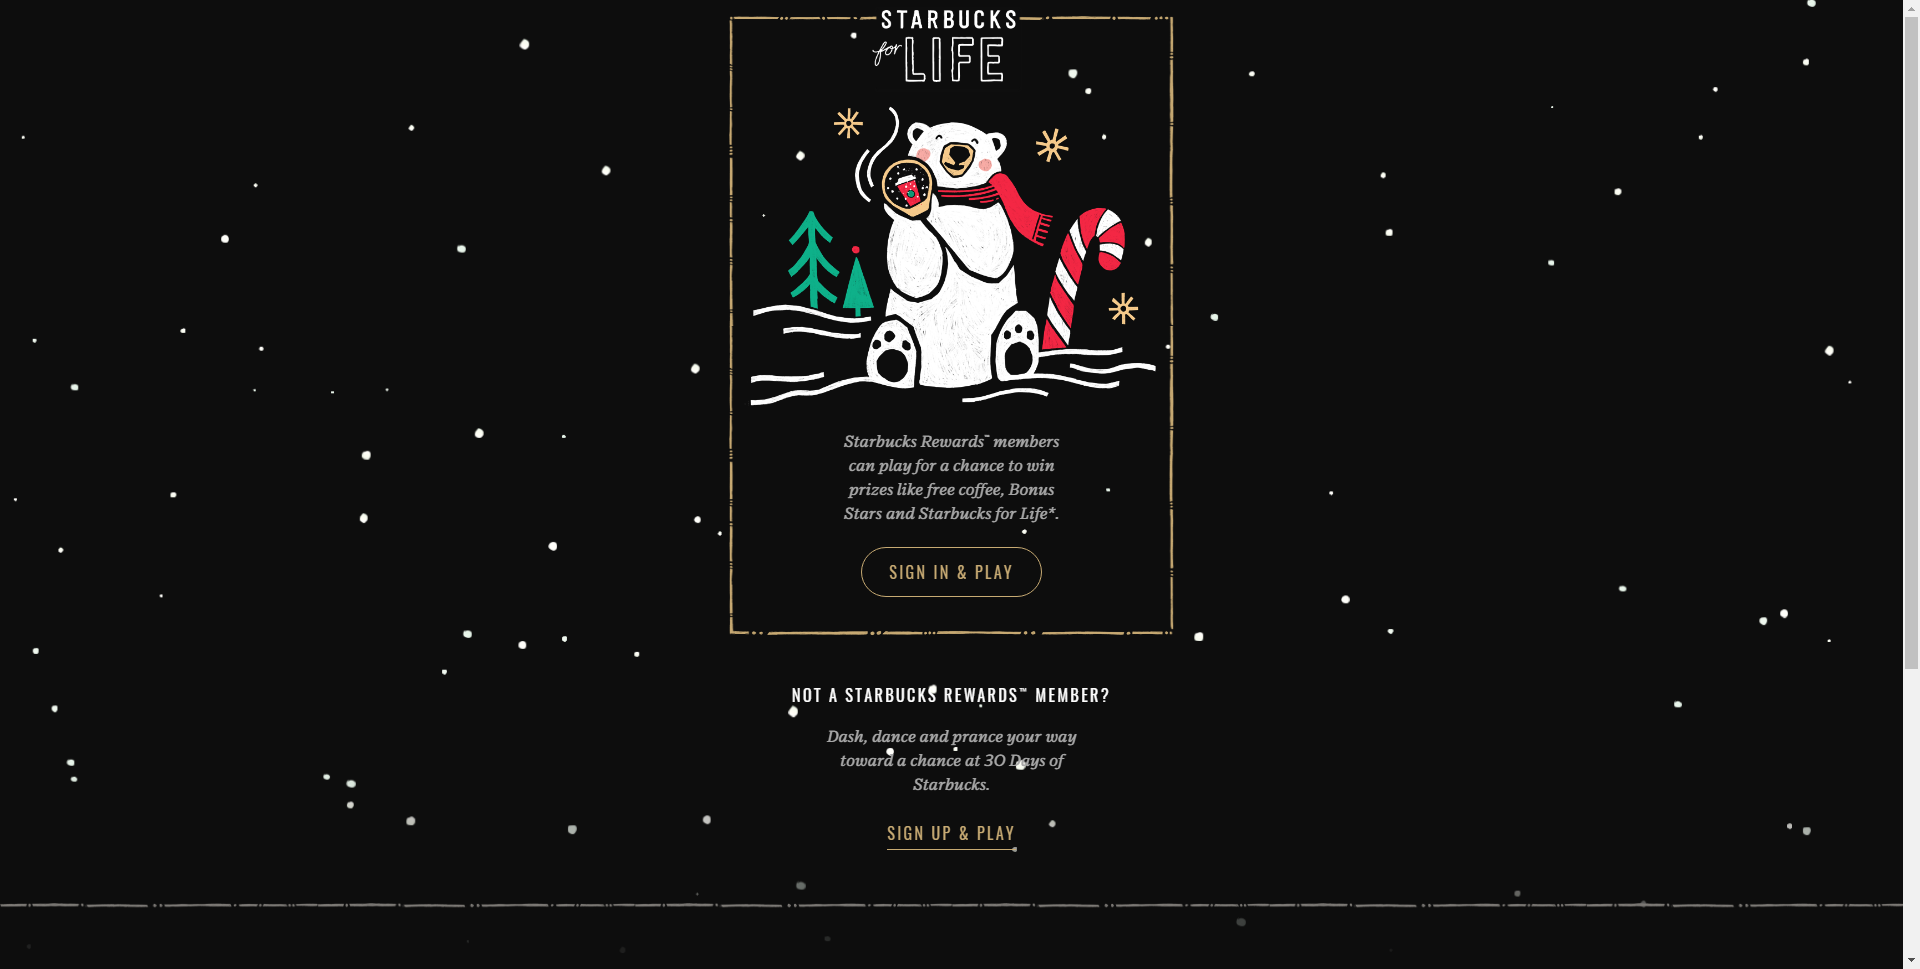 STARBUCKS
for LIFE
Starbucks Rewards™ members
can play for a chance to win
prizes like free coffee, Bonus
Stars and Starbucks for Life*.
SIGN IN & PLAY
NOT A STARBUCKS REWARDS™ MEMBER?
Dash, dance and prance your way
toward a chance at 30 Days of
Starbucks.
SIGN UP & PLAY